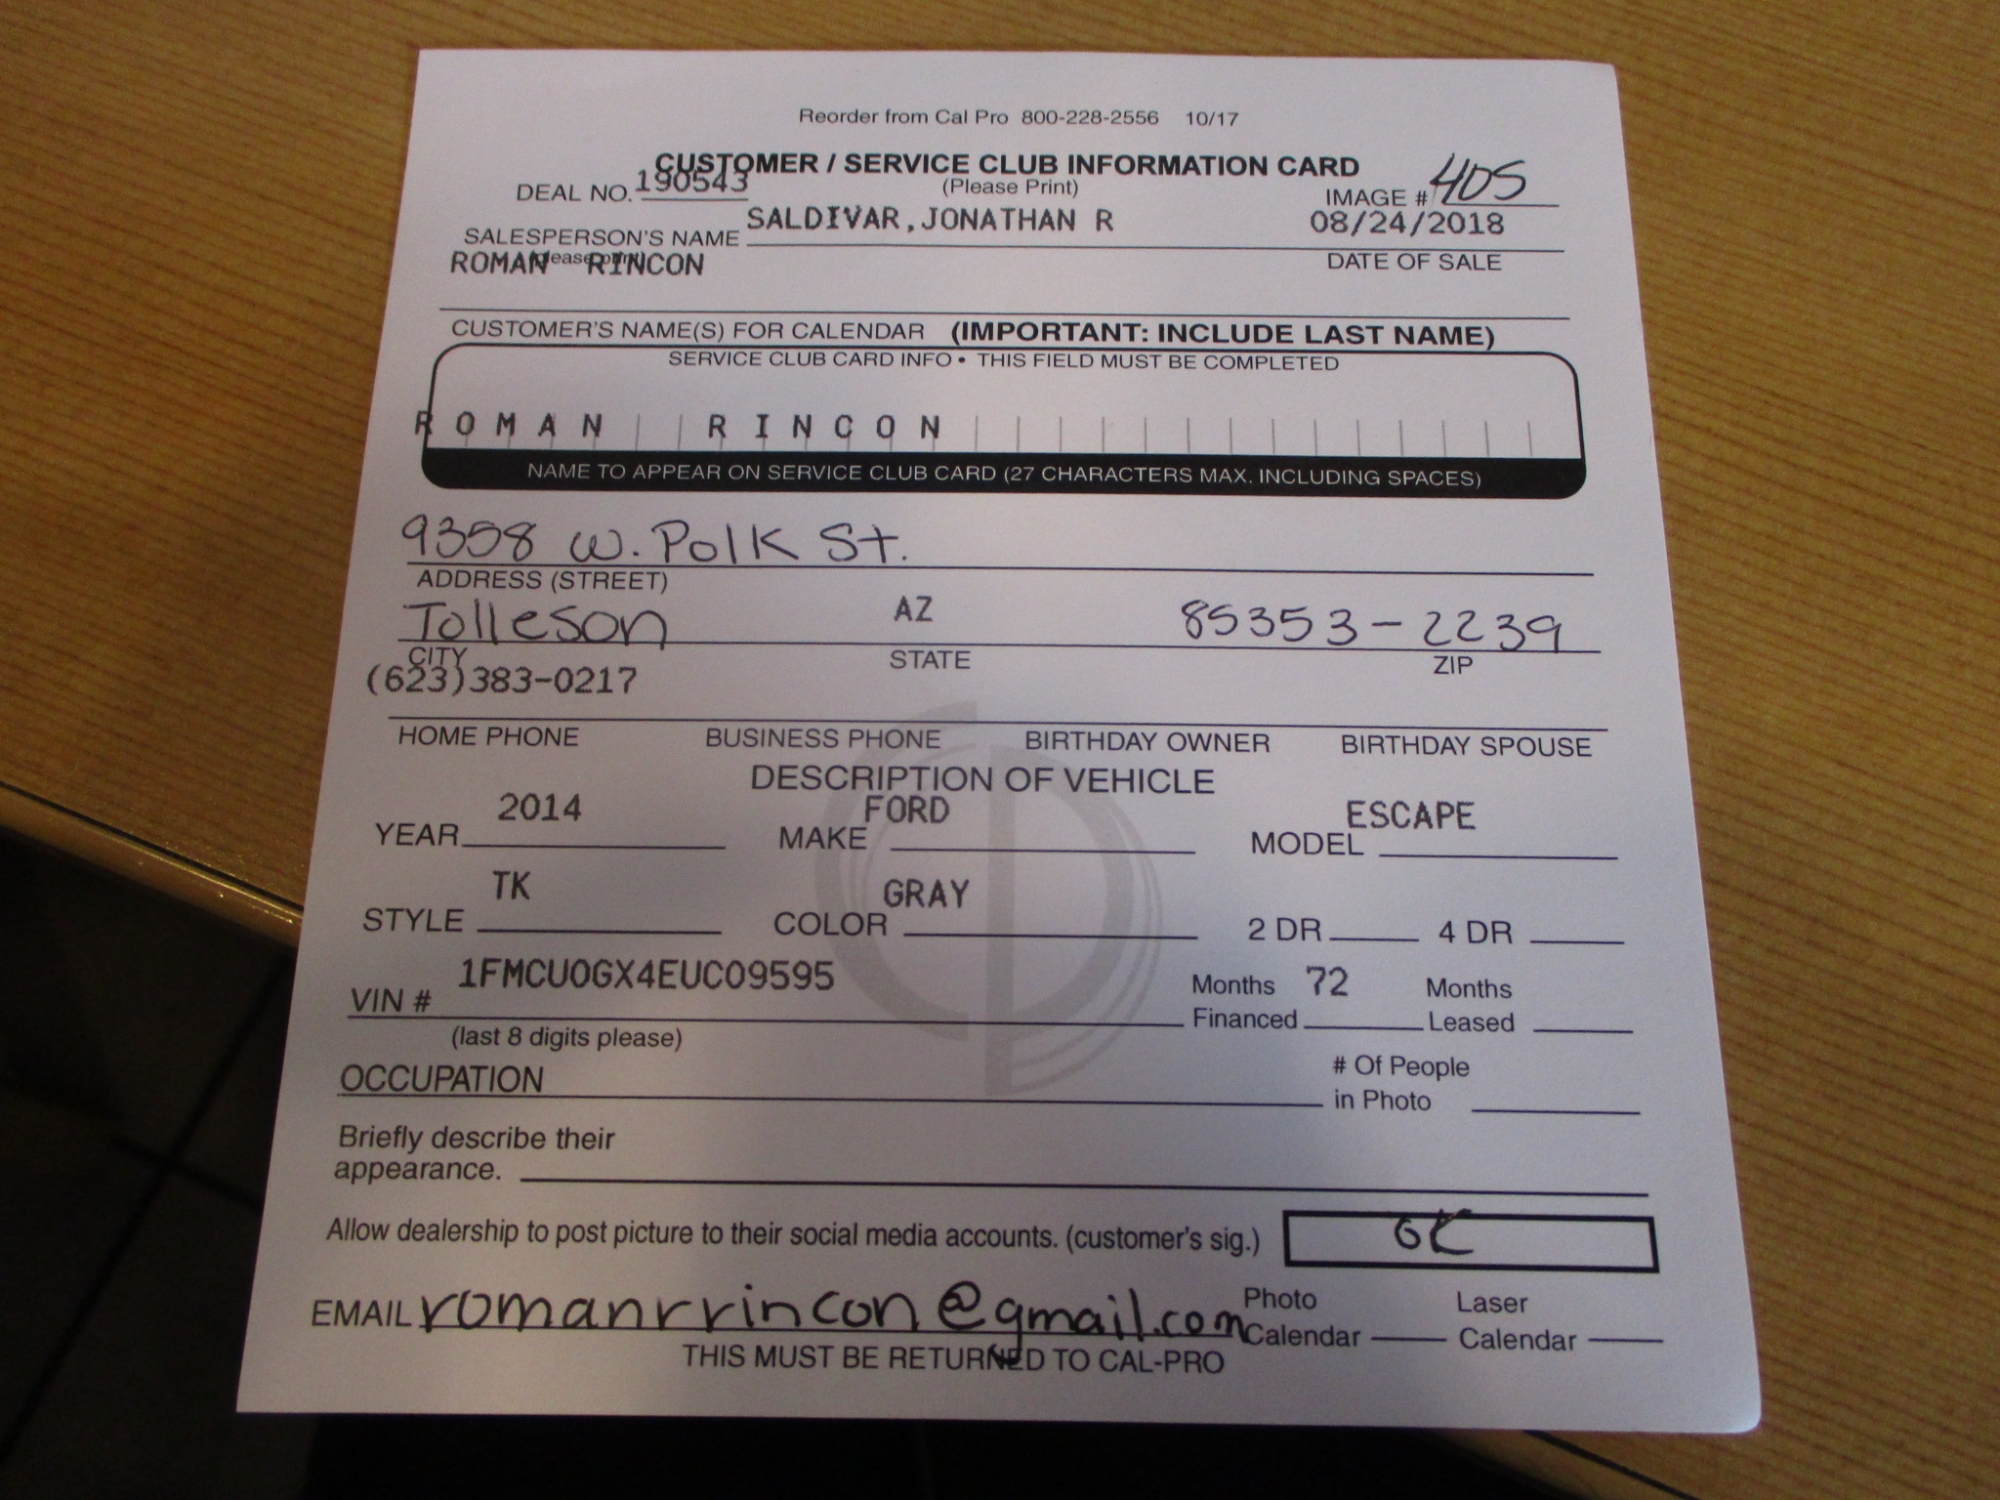 Reorder from Cal Pro 800-228-2556 10/17
CUSTOMER / SERVICE CLUB INFORMATION CARD
DEAL NO. 190543 (Please Print) IMAGE # 405
SALESPERSON'S NAME SALDIVAR,JONATHAN R 08/24/2018
(please print) DATE OF SALE
ROMAN RINCON
CUSTOMER'S NAME(S) FOR CALENDAR (IMPORTANT: INCLUDE LAST NAME)
SERVICE CLUB CARD INFO • THIS FIELD MUST BE COMPLETED
ROMAN RINCON
NAME TO APPEAR ON SERVICE CLUB CARD (27 CHARACTERS MAX. INCLUDING SPACES)
9358 W. Polk St.
ADDRESS (STREET)
Tolleson AZ 85353-2239
CITY STATE ZIP
(623)383-0217
HOME PHONE BUSINESS PHONE BIRTHDAY OWNER BIRTHDAY SPOUSE
DESCRIPTION OF VEHICLE
YEAR 2014 MAKE FORD MODEL ESCAPE
STYLE TK COLOR GRAY 2 DR 4 DR
VIN # 1FMCU0GX4EUC09595 Months Financed 72 Months Leased
(last 8 digits please)
OCCUPATION # Of People in Photo
Briefly describe their
appearance.
Allow dealership to post picture to their social media accounts. (customer's sig.) OK
EMAIL romanrrincon@gmail.com Photo Calendar Laser Calendar
THIS MUST BE RETURNED TO CAL-PRO